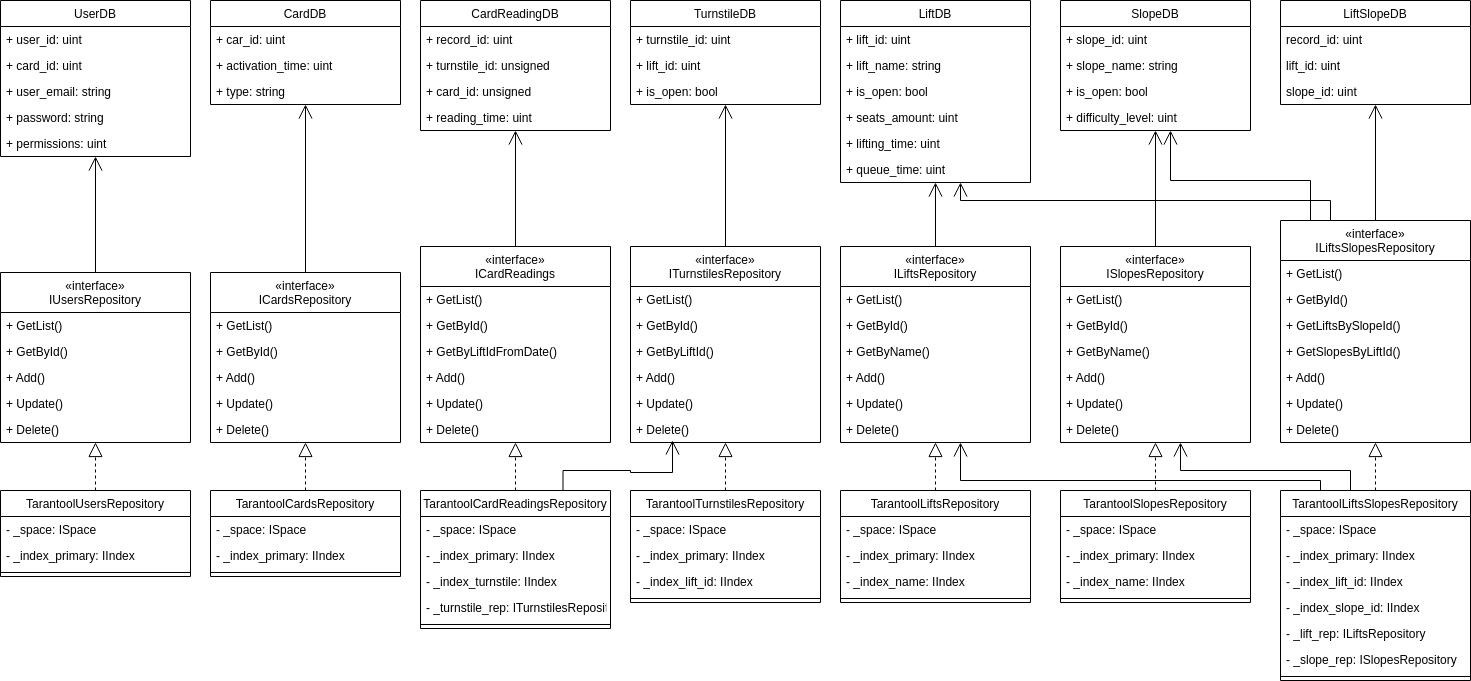 UserDB
+ user_id: uint
+ card_id: uint
+ user_email: string
+ password: string
+ permissions: uint
CardDB
+ car_id: uint
+ activation_time: uint
+ type: string
CardReadingDB
+ record_id: uint
+ turnstile_id: unsigned
+ card_id: unsigned
+ reading_time: uint
TurnstileDB
+ turnstile_id: uint
+ lift_id: uint
+ is_open: bool
LiftDB
+ lift_id: uint
+ lift_name: string
+ is_open: bool
+ seats_amount: uint
+ lifting_time: uint
+ queue_time: uint
SlopeDB
+ slope_id: uint
+ slope_name: string
+ is_open: bool
+ difficulty_level: uint
LiftSlopeDB
record_id: uint
lift_id: uint
slope_id: uint
«interface»
IUsersRepository
+ GetList()
+ GetById()
+ Add()
+ Update()
+ Delete()
«interface»
ICardsRepository
+ GetList()
+ GetById()
+ Add()
+ Update()
+ Delete()
«interface»
ICardReadings
+ GetList()
+ GetById()
+ GetByLiftIdFromDate()
+ Add()
+ Update()
+ Delete()
«interface»
ITurnstilesRepository
+ GetList()
+ GetById()
+ GetByLiftId()
+ Add()
+ Update()
+ Delete()
«interface»
ILiftsRepository
+ GetList()
+ GetById()
+ GetByName()
+ Add()
+ Update()
+ Delete()
«interface»
ISlopesRepository
+ GetList()
+ GetById()
+ GetByName()
+ Add()
+ Update()
+ Delete()
«interface»
ILiftsSlopesRepository
+ GetList()
+ GetById()
+ GetLiftsBySlopeId()
+ GetSlopesByLiftId()
+ Add()
+ Update()
+ Delete()
TarantoolUsersRepository
- _space: ISpace
- _index_primary: IIndex
TarantoolCardsRepository
- _space: ISpace
- _index_primary: IIndex
TarantoolCardReadingsRepository
- _space: ISpace
- _index_primary: IIndex
- _index_turnstile: IIndex
- _turnstile_rep: ITurnstilesReposit
TarantoolTurnstilesRepository
- _space: ISpace
- _index_primary: IIndex
- _index_lift_id: IIndex
TarantoolLiftsRepository
- _space: ISpace
- _index_primary: IIndex
- _index_name: IIndex
TarantoolSlopesRepository
- _space: ISpace
- _index_primary: IIndex
- _index_name: IIndex
TarantoolLiftsSlopesRepository
- _space: ISpace
- _index_primary: IIndex
- _index_lift_id: IIndex
- _index_slope_id: IIndex
- _lift_rep: ILiftsRepository
- _slope_rep: ISlopesRepository